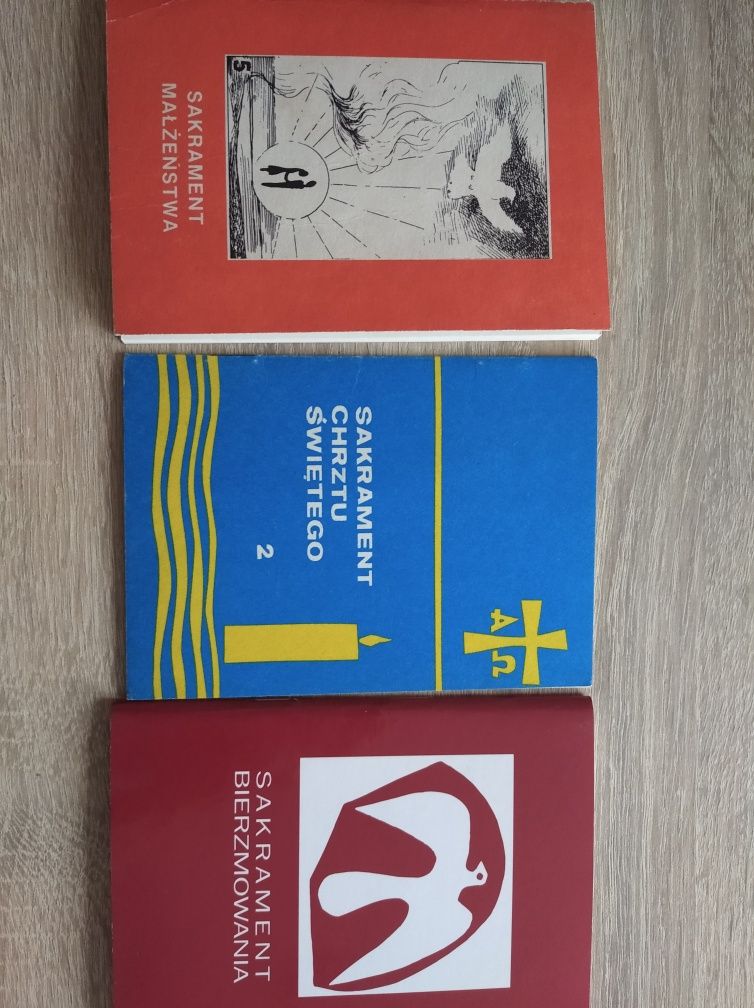 SAKRAMENT
MAŁŻEŃSTWA
5
SAKRAMENT
CHRZTU
ŚWIĘTEGO
2
A Ω
SAKRAMENT
BIERZMOWANIA